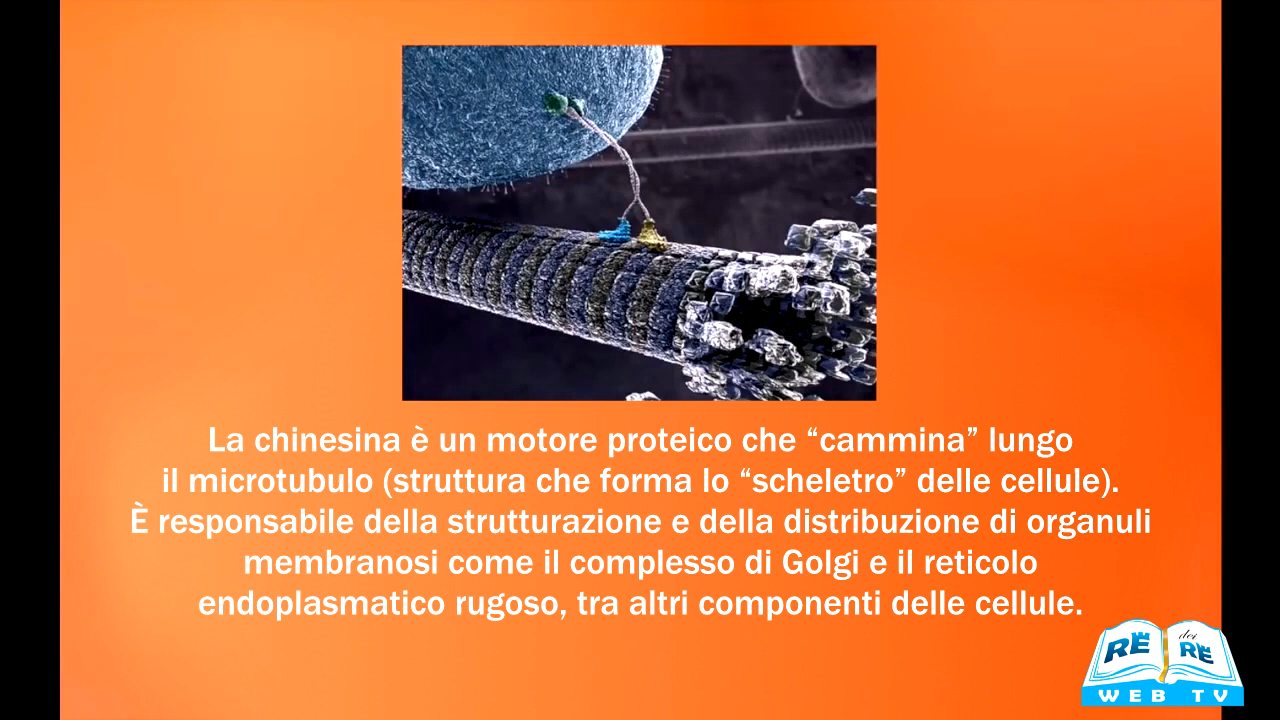 La chinesina è un motore proteico che “cammina” lungo
il microtubulo (struttura che forma lo “scheletro” delle cellule).
È responsabile della strutturazione e della distribuzione di organuli
membranosi come il complesso di Golgi e il reticolo
endoplasmatico rugoso, tra altri componenti delle cellule.
RE dei RE
WEB TV